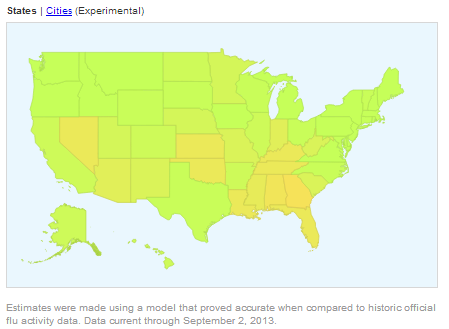 States | Cities (Experimental)
Estimates were made using a model that proved accurate when compared to historic official
flu activity data. Data current through September 2, 2013.